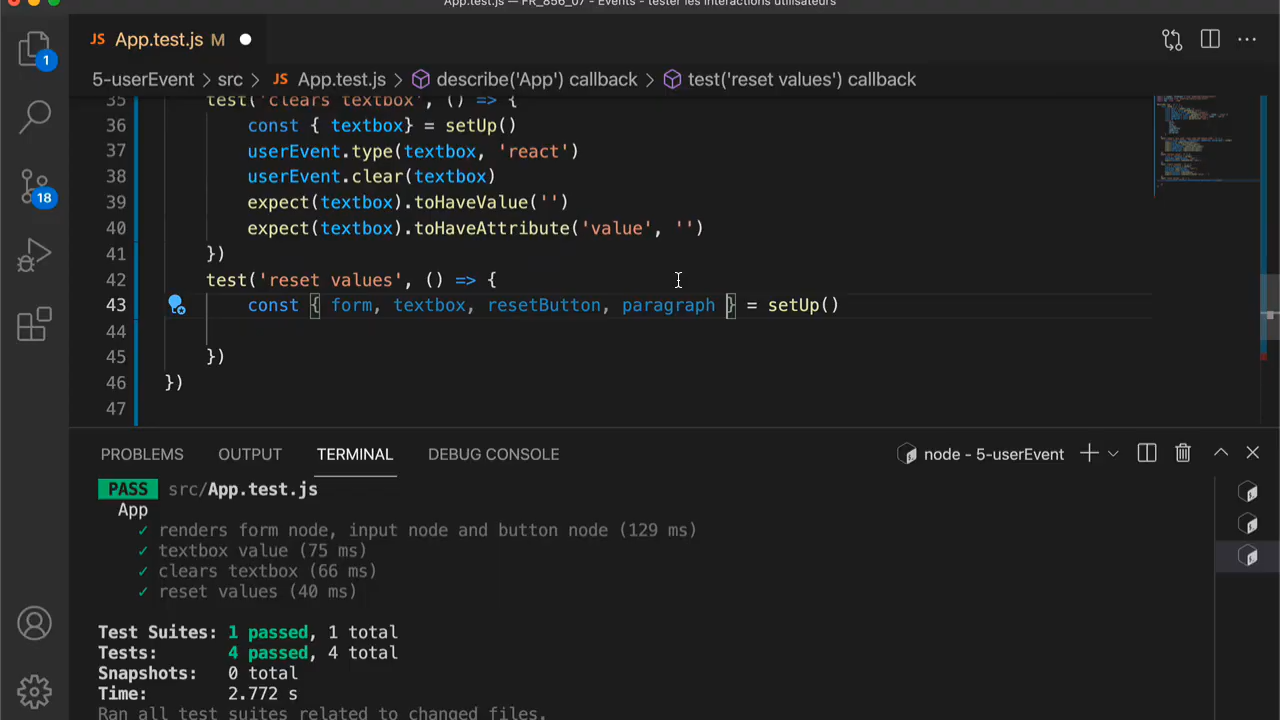 App.test.js — FR_856_07 - Events - tester les interactions utilisateurs
JS App.test.js M
5-userEvent > src > JS App.test.js > describe('App') callback > test('reset values') callback
35 test('clears textbox', () => {
36 const { textbox} = setUp()
37 userEvent.type(textbox, 'react')
38 userEvent.clear(textbox)
39 expect(textbox).toHaveValue('')
40 expect(textbox).toHaveAttribute('value', '')
41 })
42 test('reset values', () => {
43 const { form, textbox, resetButton, paragraph } = setUp()
44
45 })
46 })
47
1
18
PROBLEMS OUTPUT TERMINAL DEBUG CONSOLE node - 5-userEvent
PASS src/App.test.js
App
✓ renders form node, input node and button node (129 ms)
✓ textbox value (75 ms)
✓ clears textbox (66 ms)
✓ reset values (40 ms)
Test Suites: 1 passed, 1 total
Tests: 4 passed, 4 total
Snapshots: 0 total
Time: 2.772 s
Ran all test suites related to changed files.